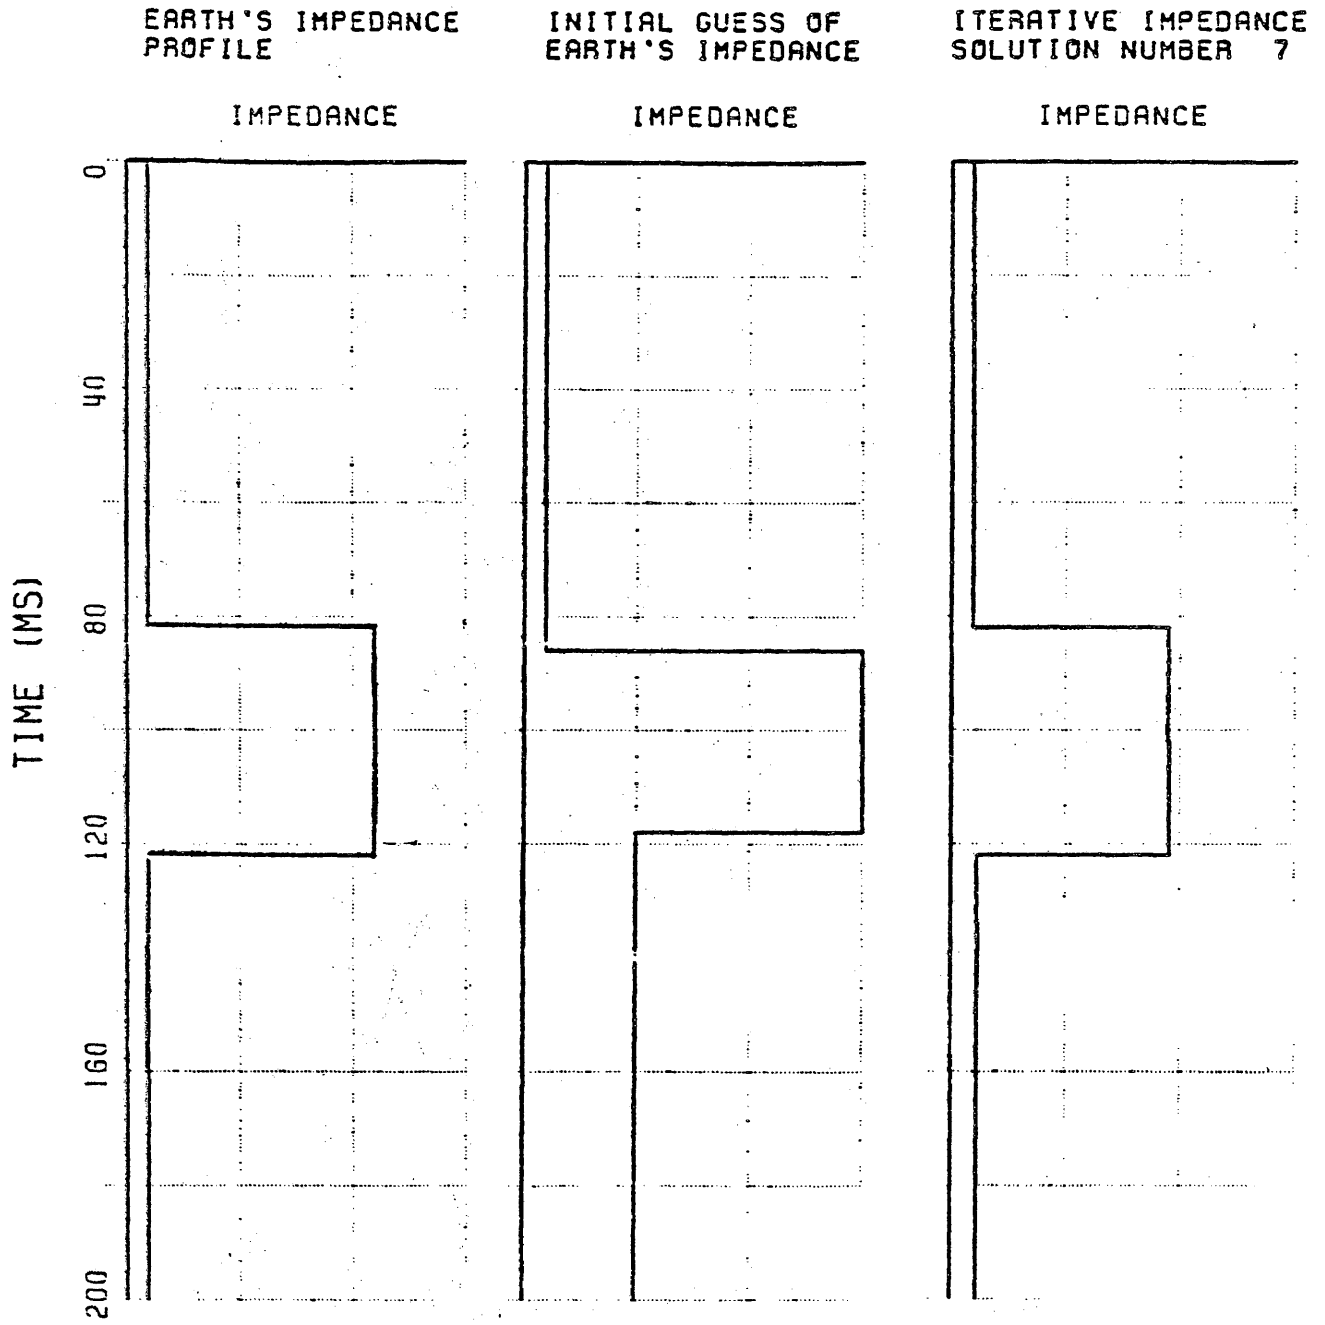 EARTH'S IMPEDANCE
PROFILE
INITIAL GUESS OF
EARTH'S IMPEDANCE
ITERATIVE IMPEDANCE
SOLUTION NUMBER 7
IMPEDANCE
IMPEDANCE
IMPEDANCE
0
40
80
120
160
200
TIME (MS)